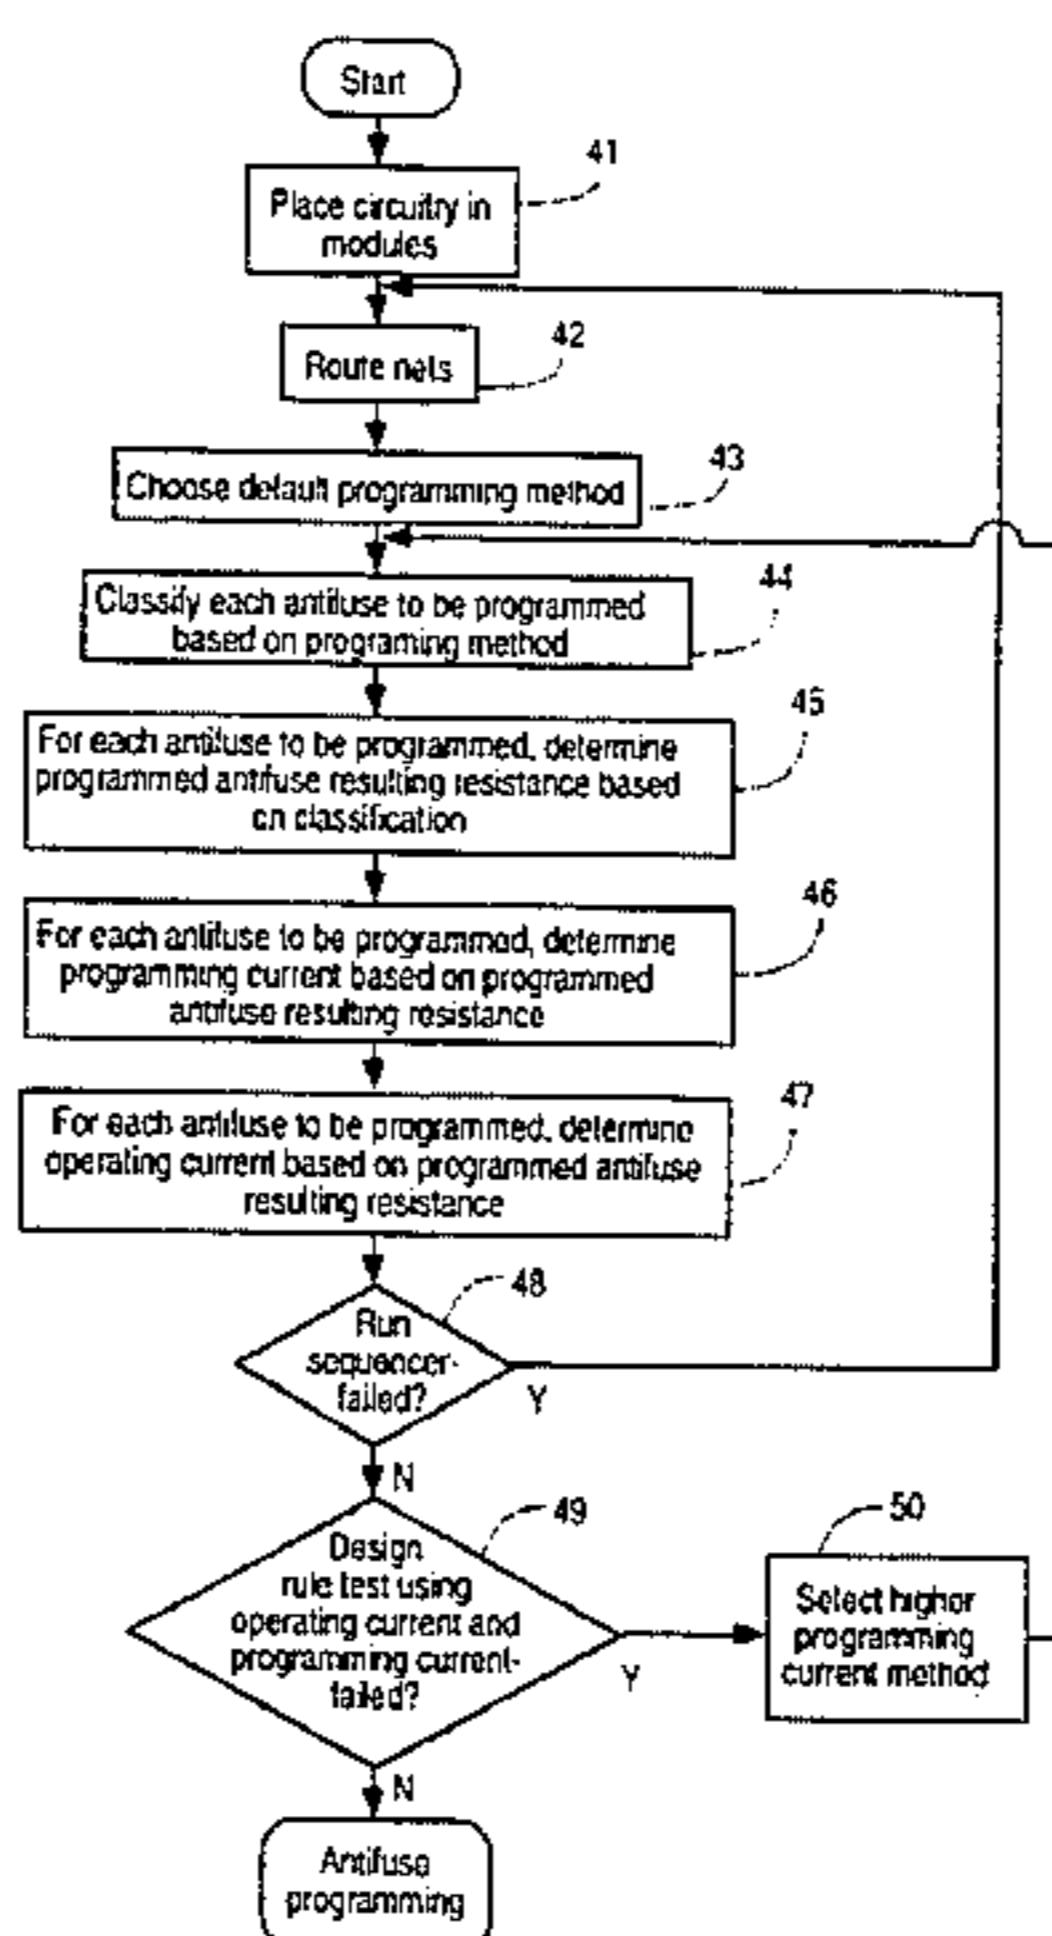 Start
41
Place circuitry in
modules
42
Route nets
43
Choose default programming method
44
Classify each antifuse to be programmed
based on programing method
45
For each antifuse to be programmed, determine
programmed antifuse resulting resistance based
on classification
46
For each antifuse to be programmed, determine
programming current based on programmed
antifuse resulting resistance
47
For each antifuse to be programmed, determine
operating current based on programmed antifuse
resulting resistance
48
Run
sequencer-
failed?
Y
N
49
Design
rule test using
operating current and
programming current-
failed?
Y
50
Select higher
programming
current method
N
Antifuse
programming